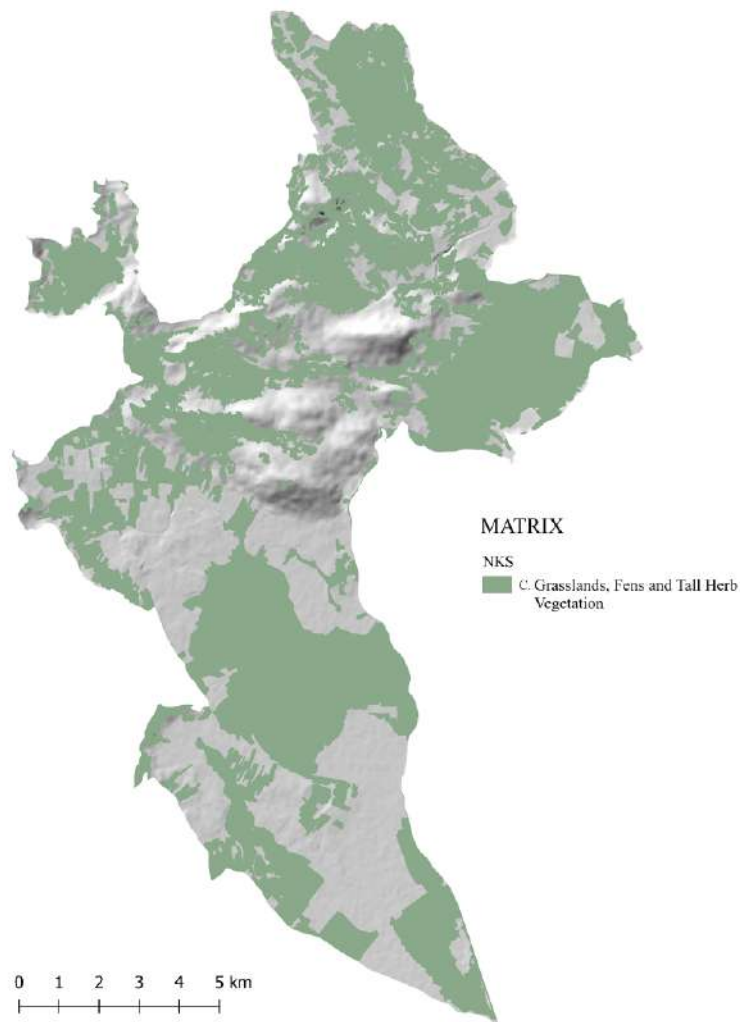 MATRIX
NKS
C. Grasslands, Fens and Tall Herb
Vegetation
0 1 2 3 4 5 km